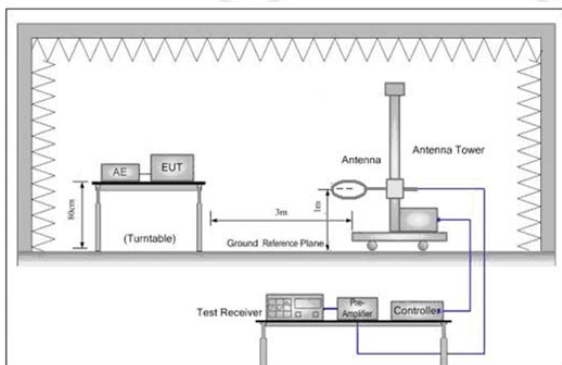 Antenna
Antenna Tower
AE
EUT
80cm
(Turntable)
3m
1m
Ground Reference Plane
Test Receiver
Pre-
Amplifier
Controller